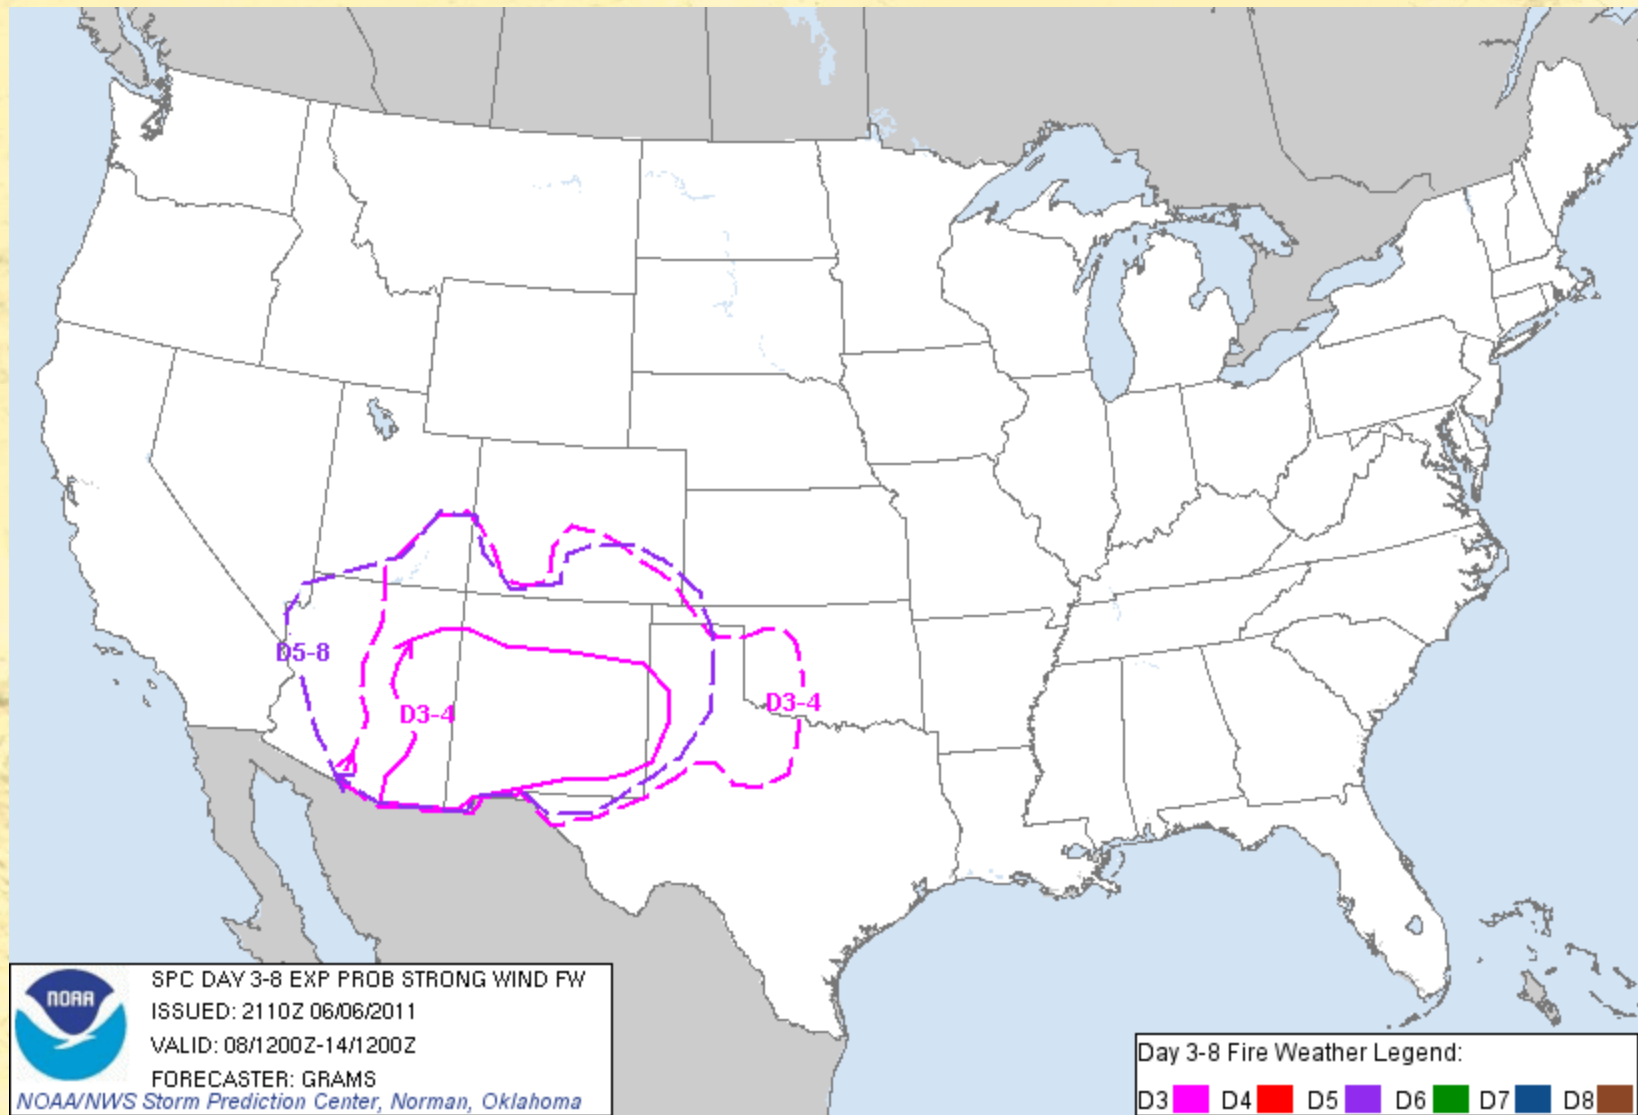 D5-8
D3-4
D3-4
NOAA
SPC DAY 3-8 EXP PROB STRONG WIND FW
ISSUED: 2110Z 06/06/2011
VALID: 08/1200Z-14/1200Z
FORECASTER: GRAMS
NOAA/NWS Storm Prediction Center, Norman, Oklahoma
Day 3-8 Fire Weather Legend:
D3 D4 D5 D6 D7 D8